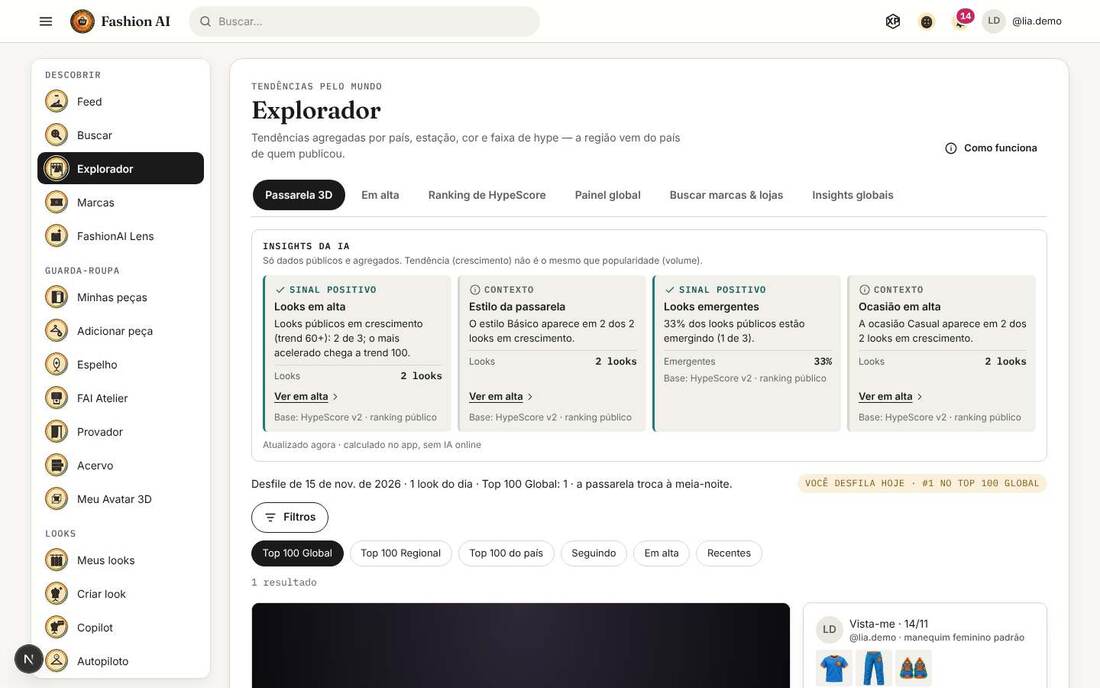 Fashion AI
Buscar...
XP
14
LD
@lia.demo
DESCOBRIR
Feed
Buscar
Explorador
Marcas
FashionAI Lens
GUARDA-ROUPA
Minhas peças
Adicionar peça
Espelho
FAI Atelier
Provador
Acervo
Meu Avatar 3D
LOOKS
Meus looks
Criar look
Copilot
Autopiloto
N
TENDÊNCIAS PELO MUNDO
Explorador
Tendências agregadas por país, estação, cor e faixa de hype — a região vem do país
de quem publicou.
Como funciona
Passarela 3D
Em alta
Ranking de HypeScore
Painel global
Buscar marcas & lojas
Insights globais
INSIGHTS DA IA
Só dados públicos e agregados. Tendência (crescimento) não é o mesmo que popularidade (volume).
SINAL POSITIVO
Looks em alta
Looks públicos em crescimento
(trend 60+): 2 de 3; o mais
acelerado chega a trend 100.
Looks 2 looks
Ver em alta
Base: HypeScore v2 · ranking público
CONTEXTO
Estilo da passarela
O estilo Básico aparece em 2 dos 2
looks em crescimento.
Looks 2 looks
Ver em alta
Base: HypeScore v2 · ranking público
SINAL POSITIVO
Looks emergentes
33% dos looks públicos estão
emergindo (1 de 3).
Emergentes 33%
Base: HypeScore v2 · ranking público
CONTEXTO
Ocasião em alta
A ocasião Casual aparece em 2 dos
2 looks em crescimento.
Looks 2 looks
Ver em alta
Base: HypeScore v2 · ranking público
Atualizado agora · calculado no app, sem IA online
Desfile de 15 de nov. de 2026 · 1 look do dia · Top 100 Global: 1 · a passarela troca à meia-noite.
VOCÊ DESFILA HOJE · #1 NO TOP 100 GLOBAL
Filtros
Top 100 Global
Top 100 Regional
Top 100 do país
Seguindo
Em alta
Recentes
1 resultado
LD
Vista-me · 14/11
@lia.demo · manequim feminino padrão